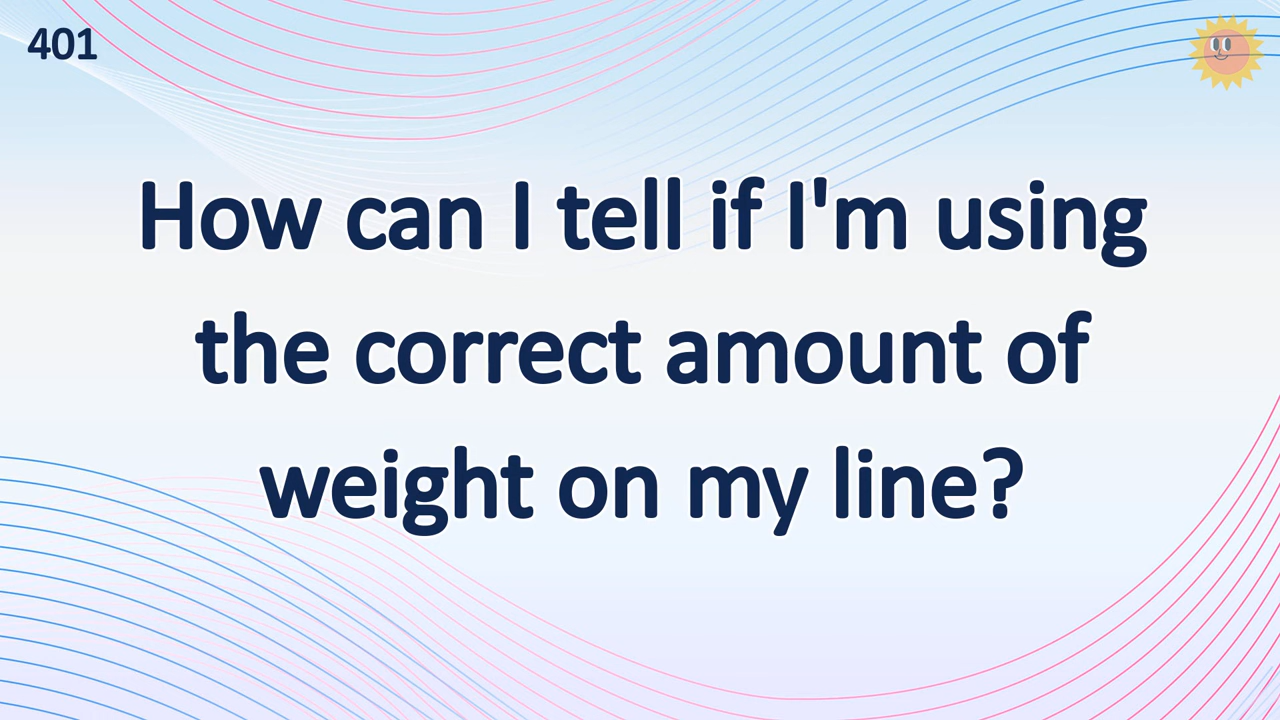 401
How can I tell if I'm using
the correct amount of
weight on my line?